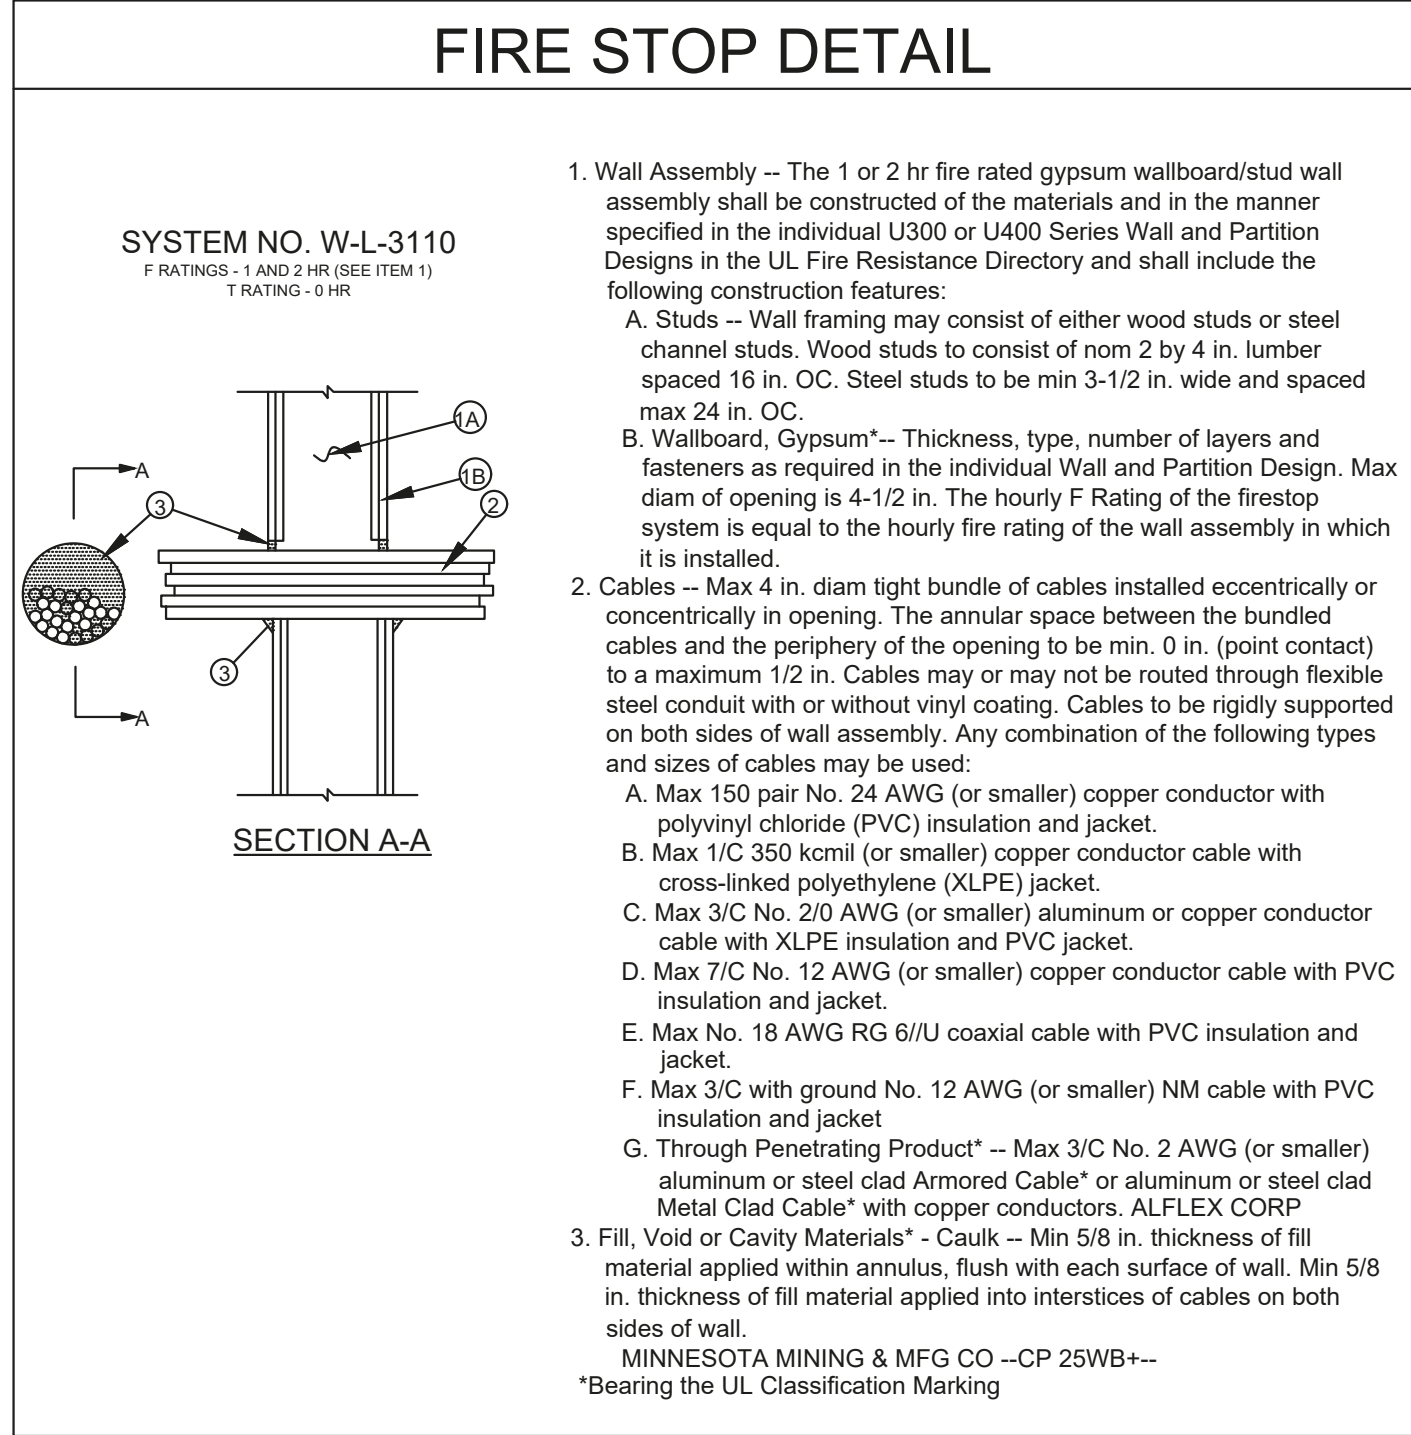 FIRE STOP DETAIL
SYSTEM NO. W-L-3110
F RATINGS - 1 AND 2 HR (SEE ITEM 1)
T RATING - 0 HR
1A
1B
2
3
3
A
A
SECTION A-A
1. Wall Assembly -- The 1 or 2 hr fire rated gypsum wallboard/stud wall
assembly shall be constructed of the materials and in the manner
specified in the individual U300 or U400 Series Wall and Partition
Designs in the UL Fire Resistance Directory and shall include the
following construction features:
A. Studs -- Wall framing may consist of either wood studs or steel
channel studs. Wood studs to consist of nom 2 by 4 in. lumber
spaced 16 in. OC. Steel studs to be min 3-1/2 in. wide and spaced
max 24 in. OC.
B. Wallboard, Gypsum*-- Thickness, type, number of layers and
fasteners as required in the individual Wall and Partition Design. Max
diam of opening is 4-1/2 in. The hourly F Rating of the firestop
system is equal to the hourly fire rating of the wall assembly in which
it is installed.
2. Cables -- Max 4 in. diam tight bundle of cables installed eccentrically or
concentrically in opening. The annular space between the bundled
cables and the periphery of the opening to be min. 0 in. (point contact)
to a maximum 1/2 in. Cables may or may not be routed through flexible
steel conduit with or without vinyl coating. Cables to be rigidly supported
on both sides of wall assembly. Any combination of the following types
and sizes of cables may be used:
A. Max 150 pair No. 24 AWG (or smaller) copper conductor with
polyvinyl chloride (PVC) insulation and jacket.
B. Max 1/C 350 kcmil (or smaller) copper conductor cable with
cross-linked polyethylene (XLPE) jacket.
C. Max 3/C No. 2/0 AWG (or smaller) aluminum or copper conductor
cable with XLPE insulation and PVC jacket.
D. Max 7/C No. 12 AWG (or smaller) copper conductor cable with PVC
insulation and jacket.
E. Max No. 18 AWG RG 6//U coaxial cable with PVC insulation and
jacket.
F. Max 3/C with ground No. 12 AWG (or smaller) NM cable with PVC
insulation and jacket
G. Through Penetrating Product* -- Max 3/C No. 2 AWG (or smaller)
aluminum or steel clad Armored Cable* or aluminum or steel clad
Metal Clad Cable* with copper conductors. ALFLEX CORP
3. Fill, Void or Cavity Materials* - Caulk -- Min 5/8 in. thickness of fill
material applied within annulus, flush with each surface of wall. Min 5/8
in. thickness of fill material applied into interstices of cables on both
sides of wall.
MINNESOTA MINING & MFG CO --CP 25WB+--
*Bearing the UL Classification Marking